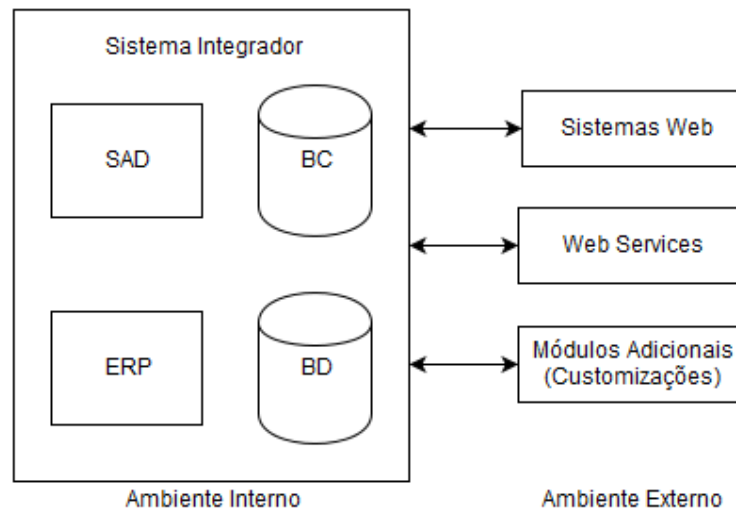 Sistema Integrador
SAD
BC
Sistemas Web
Web Services
ERP
BD
Módulos Adicionais
(Customizações)
Ambiente Interno
Ambiente Externo